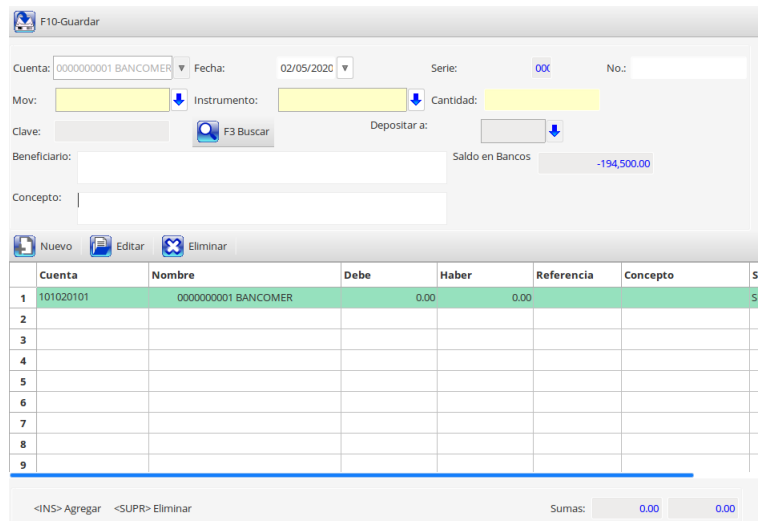 F10-Guardar
Cuenta: 0000000001 BANCOMER Fecha: 02/05/2020 Serie: 000 No.:
Mov: Instrumento: Cantidad:
Clave: F3 Buscar Depositar a:
Beneficiario: Saldo en Bancos -194,500.00
Concepto:
Nuevo Editar Eliminar
Cuenta Nombre Debe Haber Referencia Concepto S
1 101020101 0000000001 BANCOMER 0.00 0.00 S
2
3
4
5
6
7
8
9
<INS> Agregar <SUPR> Eliminar Sumas: 0.00 0.00